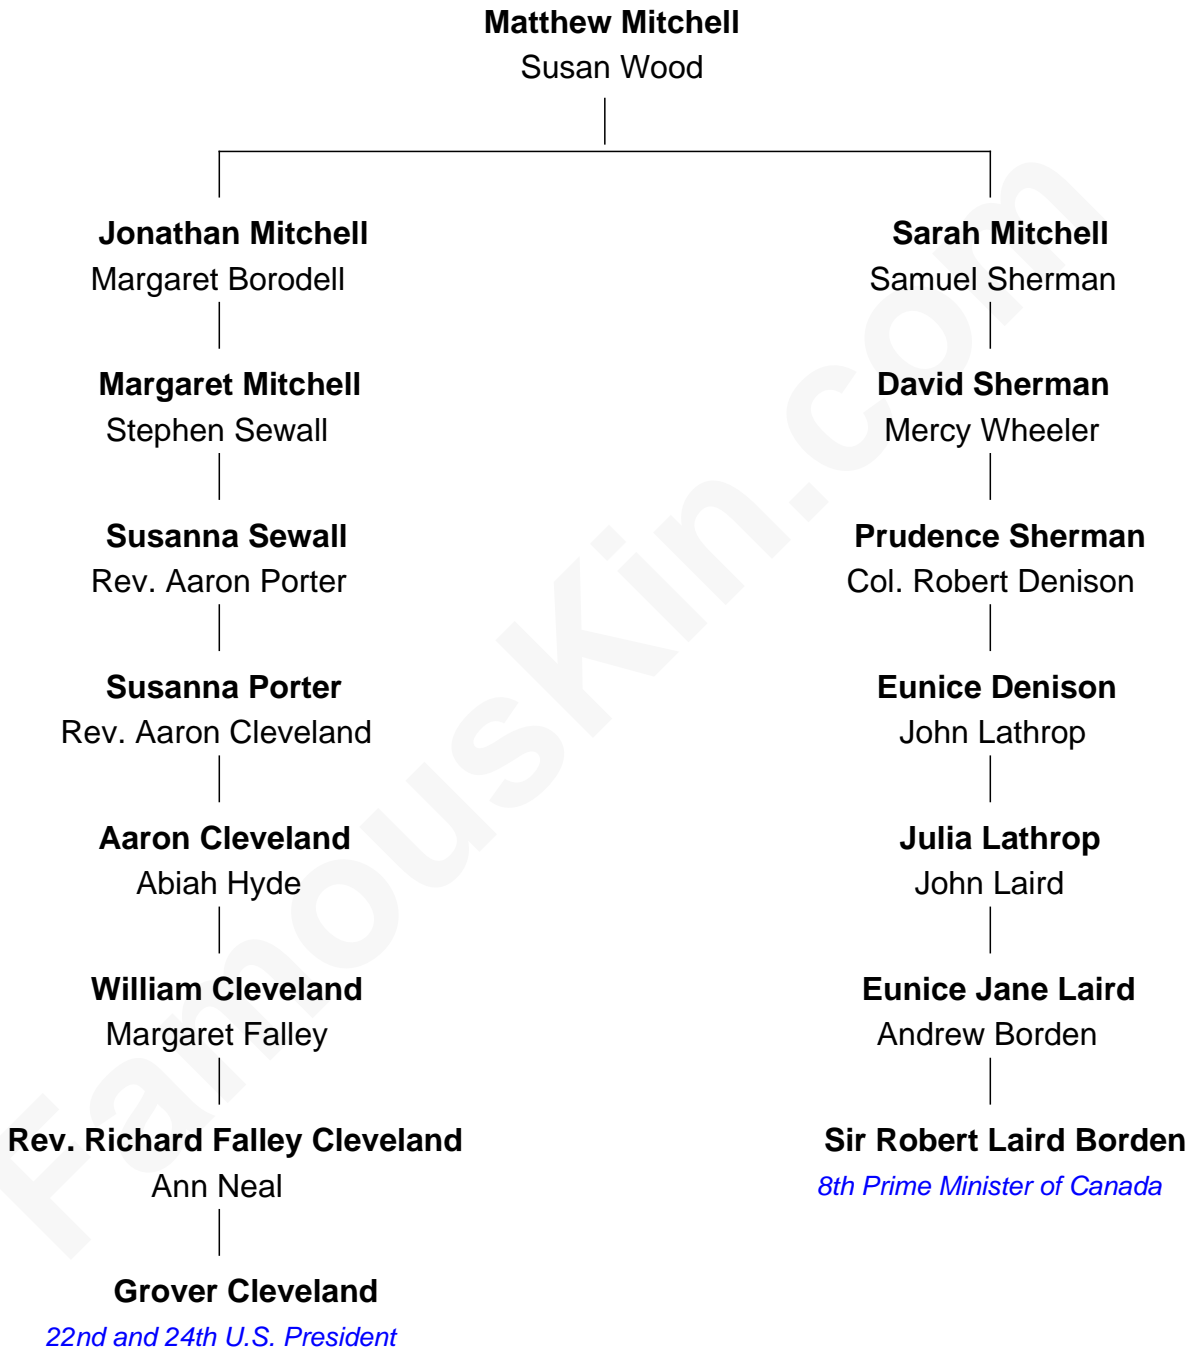 Matthew Mitchell
Susan Wood
Jonathan Mitchell
Margaret Borodell
Margaret Mitchell
Stephen Sewall
Susanna Sewall
Rev. Aaron Porter
Susanna Porter
Rev. Aaron Cleveland
Aaron Cleveland
Abiah Hyde
William Cleveland
Margaret Falley
Rev. Richard Falley Cleveland
Ann Neal
Grover Cleveland
22nd and 24th U.S. President
Sarah Mitchell
Samuel Sherman
David Sherman
Mercy Wheeler
Prudence Sherman
Col. Robert Denison
Eunice Denison
John Lathrop
Julia Lathrop
John Laird
Eunice Jane Laird
Andrew Borden
Sir Robert Laird Borden
8th Prime Minister of Canada
FamousKin.com